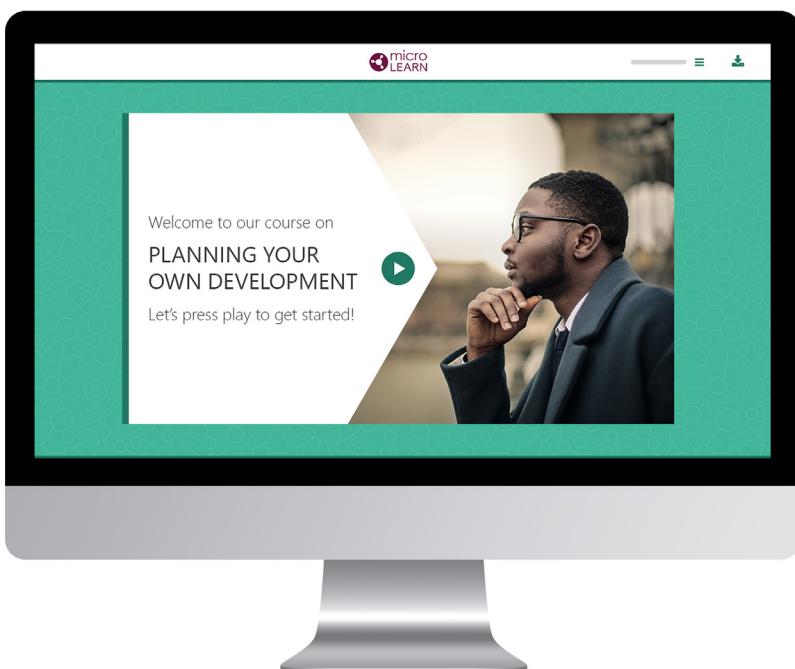 micro
LEARN
Welcome to our course on
PLANNING YOUR
OWN DEVELOPMENT
Let's press play to get started!